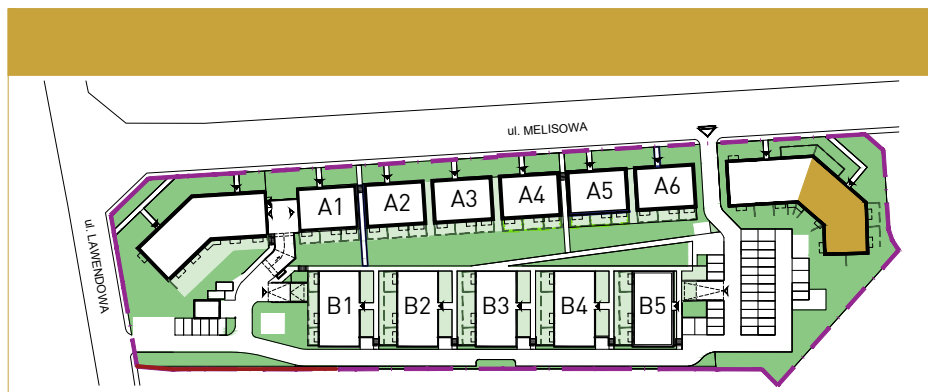 ul. MELISOWA
ul. LAWENDOWA
A1
A2
A3
A4
A5
A6
B1
B2
B3
B4
B5